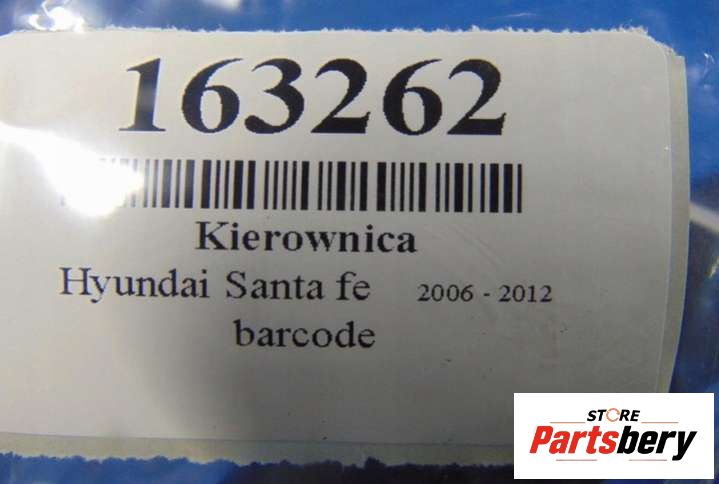 163262
Kierownica
Hyundai Santa fe 2006 - 2012
barcode
STORE
Partsbery